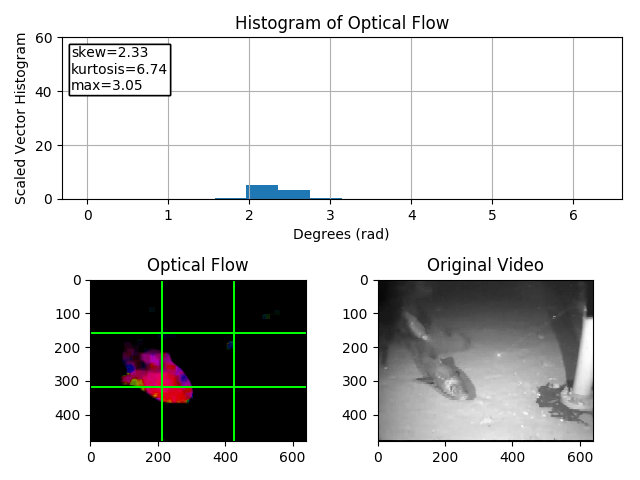 Histogram of Optical Flow
Scaled Vector Histogram
60
40
20
0
skew=2.33
kurtosis=6.74
max=3.05
0 1 2 3 4 5 6
Degrees (rad)
Optical Flow
0
100
200
300
400
0 200 400 600
Original Video
0
100
200
300
400
0 200 400 600